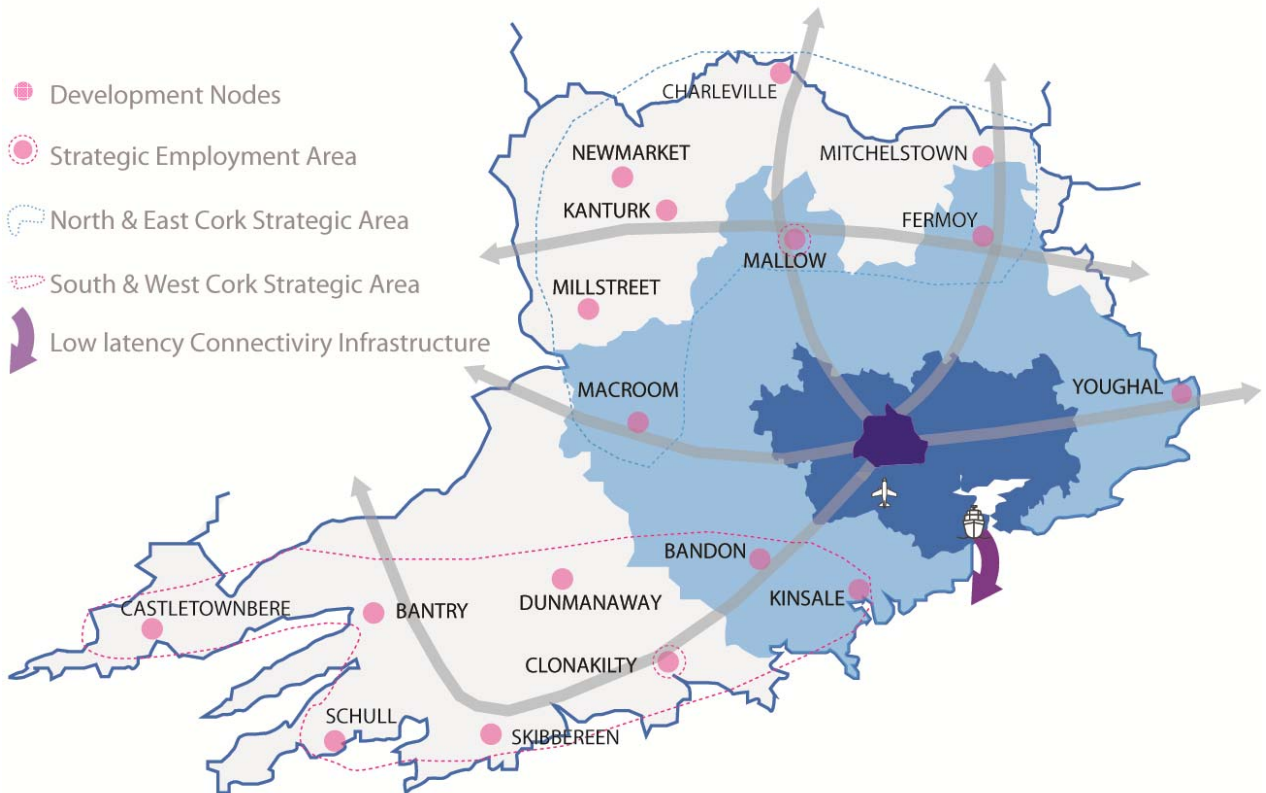 Development Nodes
Strategic Employment Area
North & East Cork Strategic Area
South & West Cork Strategic Area
Low latency Connectiviry Infrastructure
CHARLEVILLE
NEWMARKET
MITCHELSTOWN
KANTURK
FERMOY
MALLOW
MILLSTREET
MACROOM
YOUGHAL
BANDON
KINSALE
DUNMANAWAY
CASTLETOWNBERE
BANTRY
CLONAKILTY
SCHULL
SKIBBEREEN